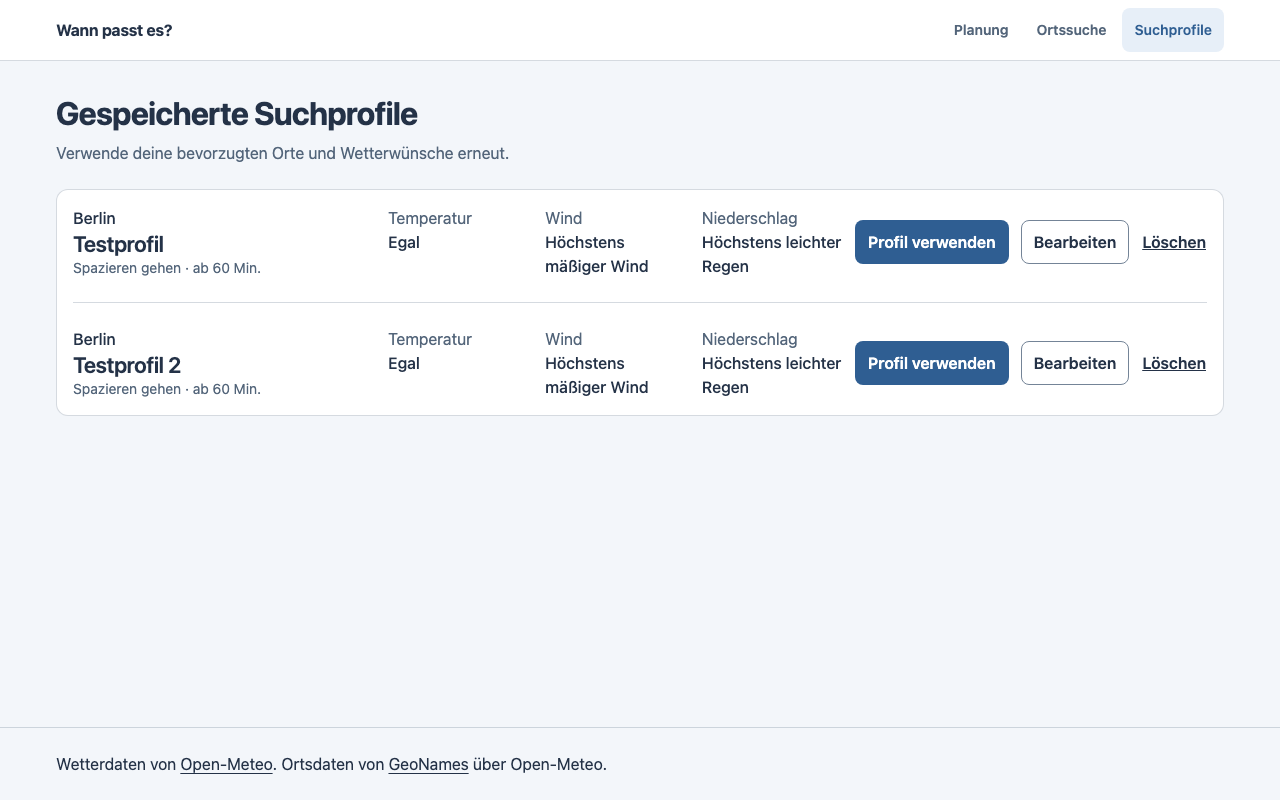 Wann passt es?
Planung
Ortssuche
Suchprofile
Gespeicherte Suchprofile
Verwende deine bevorzugten Orte und Wetterwünsche erneut.
Berlin
Testprofil
Spazieren gehen · ab 60 Min.
Temperatur
Egal
Wind
Höchstens
mäßiger Wind
Niederschlag
Höchstens leichter
Regen
Profil verwenden
Bearbeiten
Löschen
Berlin
Testprofil 2
Spazieren gehen · ab 60 Min.
Temperatur
Egal
Wind
Höchstens
mäßiger Wind
Niederschlag
Höchstens leichter
Regen
Profil verwenden
Bearbeiten
Löschen
Wetterdaten von Open-Meteo. Ortsdaten von GeoNames über Open-Meteo.